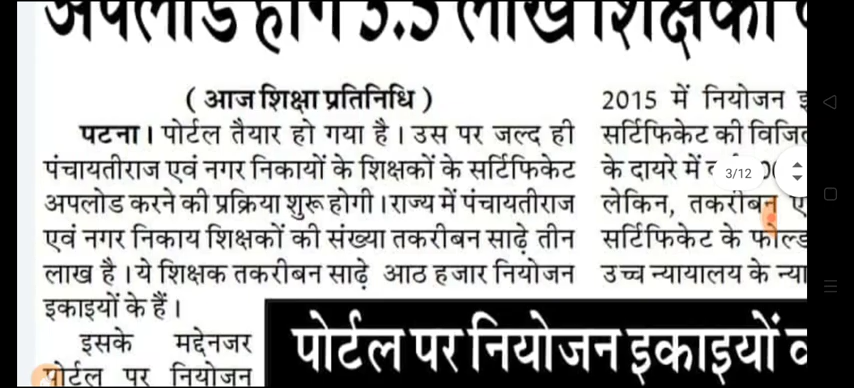 अपलोड होंगे 3.5 लाख शिक्षकों
( आज शिक्षा प्रतिनिधि )
पटना। पोर्टल तैयार हो गया है। उस पर जल्द ही
पंचायतीराज एवं नगर निकायों के शिक्षकों के सर्टिफिकेट
अपलोड करने की प्रक्रिया शुरू होगी।राज्य में पंचायतीराज
एवं नगर निकाय शिक्षकों की संख्या तकरीबन साढ़े तीन
लाख है।ये शिक्षक तकरीबन साढ़े आठ हजार नियोजन
इकाइयों के हैं।
इसके मद्देनजर
पोर्टल पर नियोजन
2015 में नियोजन
सर्टिफिकेट की
के दायरे में
लेकिन, तकरीबन
सर्टिफिकेट के
उच्च न्यायालय के
पोर्टल पर नियोजन इकाइयों
3/12